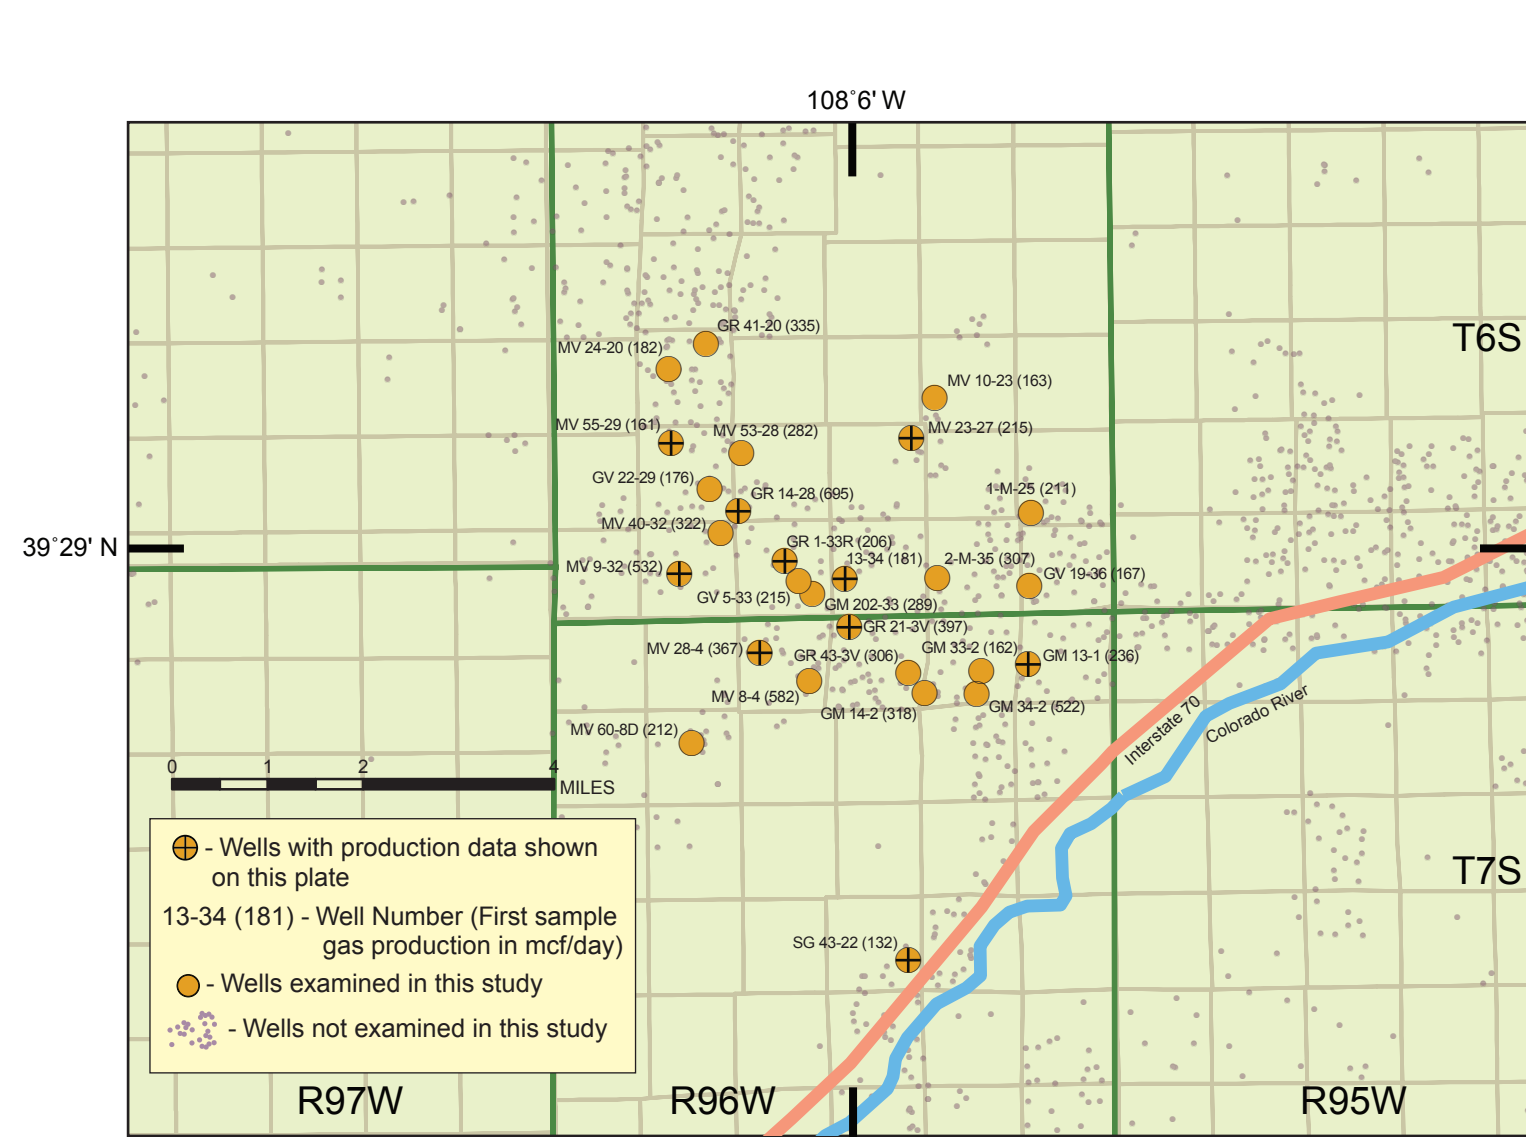 108˚6' W
T6S
GR 41-20 (335)
MV 24-20 (182)
MV 10-23 (163)
MV 55-29 (161)
MV 53-28 (282)
MV 23-27 (215)
GV 22-29 (176)
GR 14-28 (695)
1-M-25 (211)
MV 40-32 (322)
39˚29' N
GR 1-33R (206)
13-34 (181)
2-M-35 (307)
MV 9-32 (532)
GV 19-36 (167)
GV 5-33 (215)
GM 202-33 (289)
GR 21-3V (397)
MV 28-4 (367)
GR 43-3V (306)
GM 33-2 (162)
GM 13-1 (236)
MV 8-4 (582)
GM 14-2 (318)
GM 34-2 (522)
MV 60-8D (212)
Interstate 70
Colorado River
0 1 2 4
MILES
- Wells with production data shown
on this plate
13-34 (181) - Well Number (First sample
gas production in mcf/day)
- Wells examined in this study
- Wells not examined in this study
T7S
SG 43-22 (132)
R97W
R96W
R95W